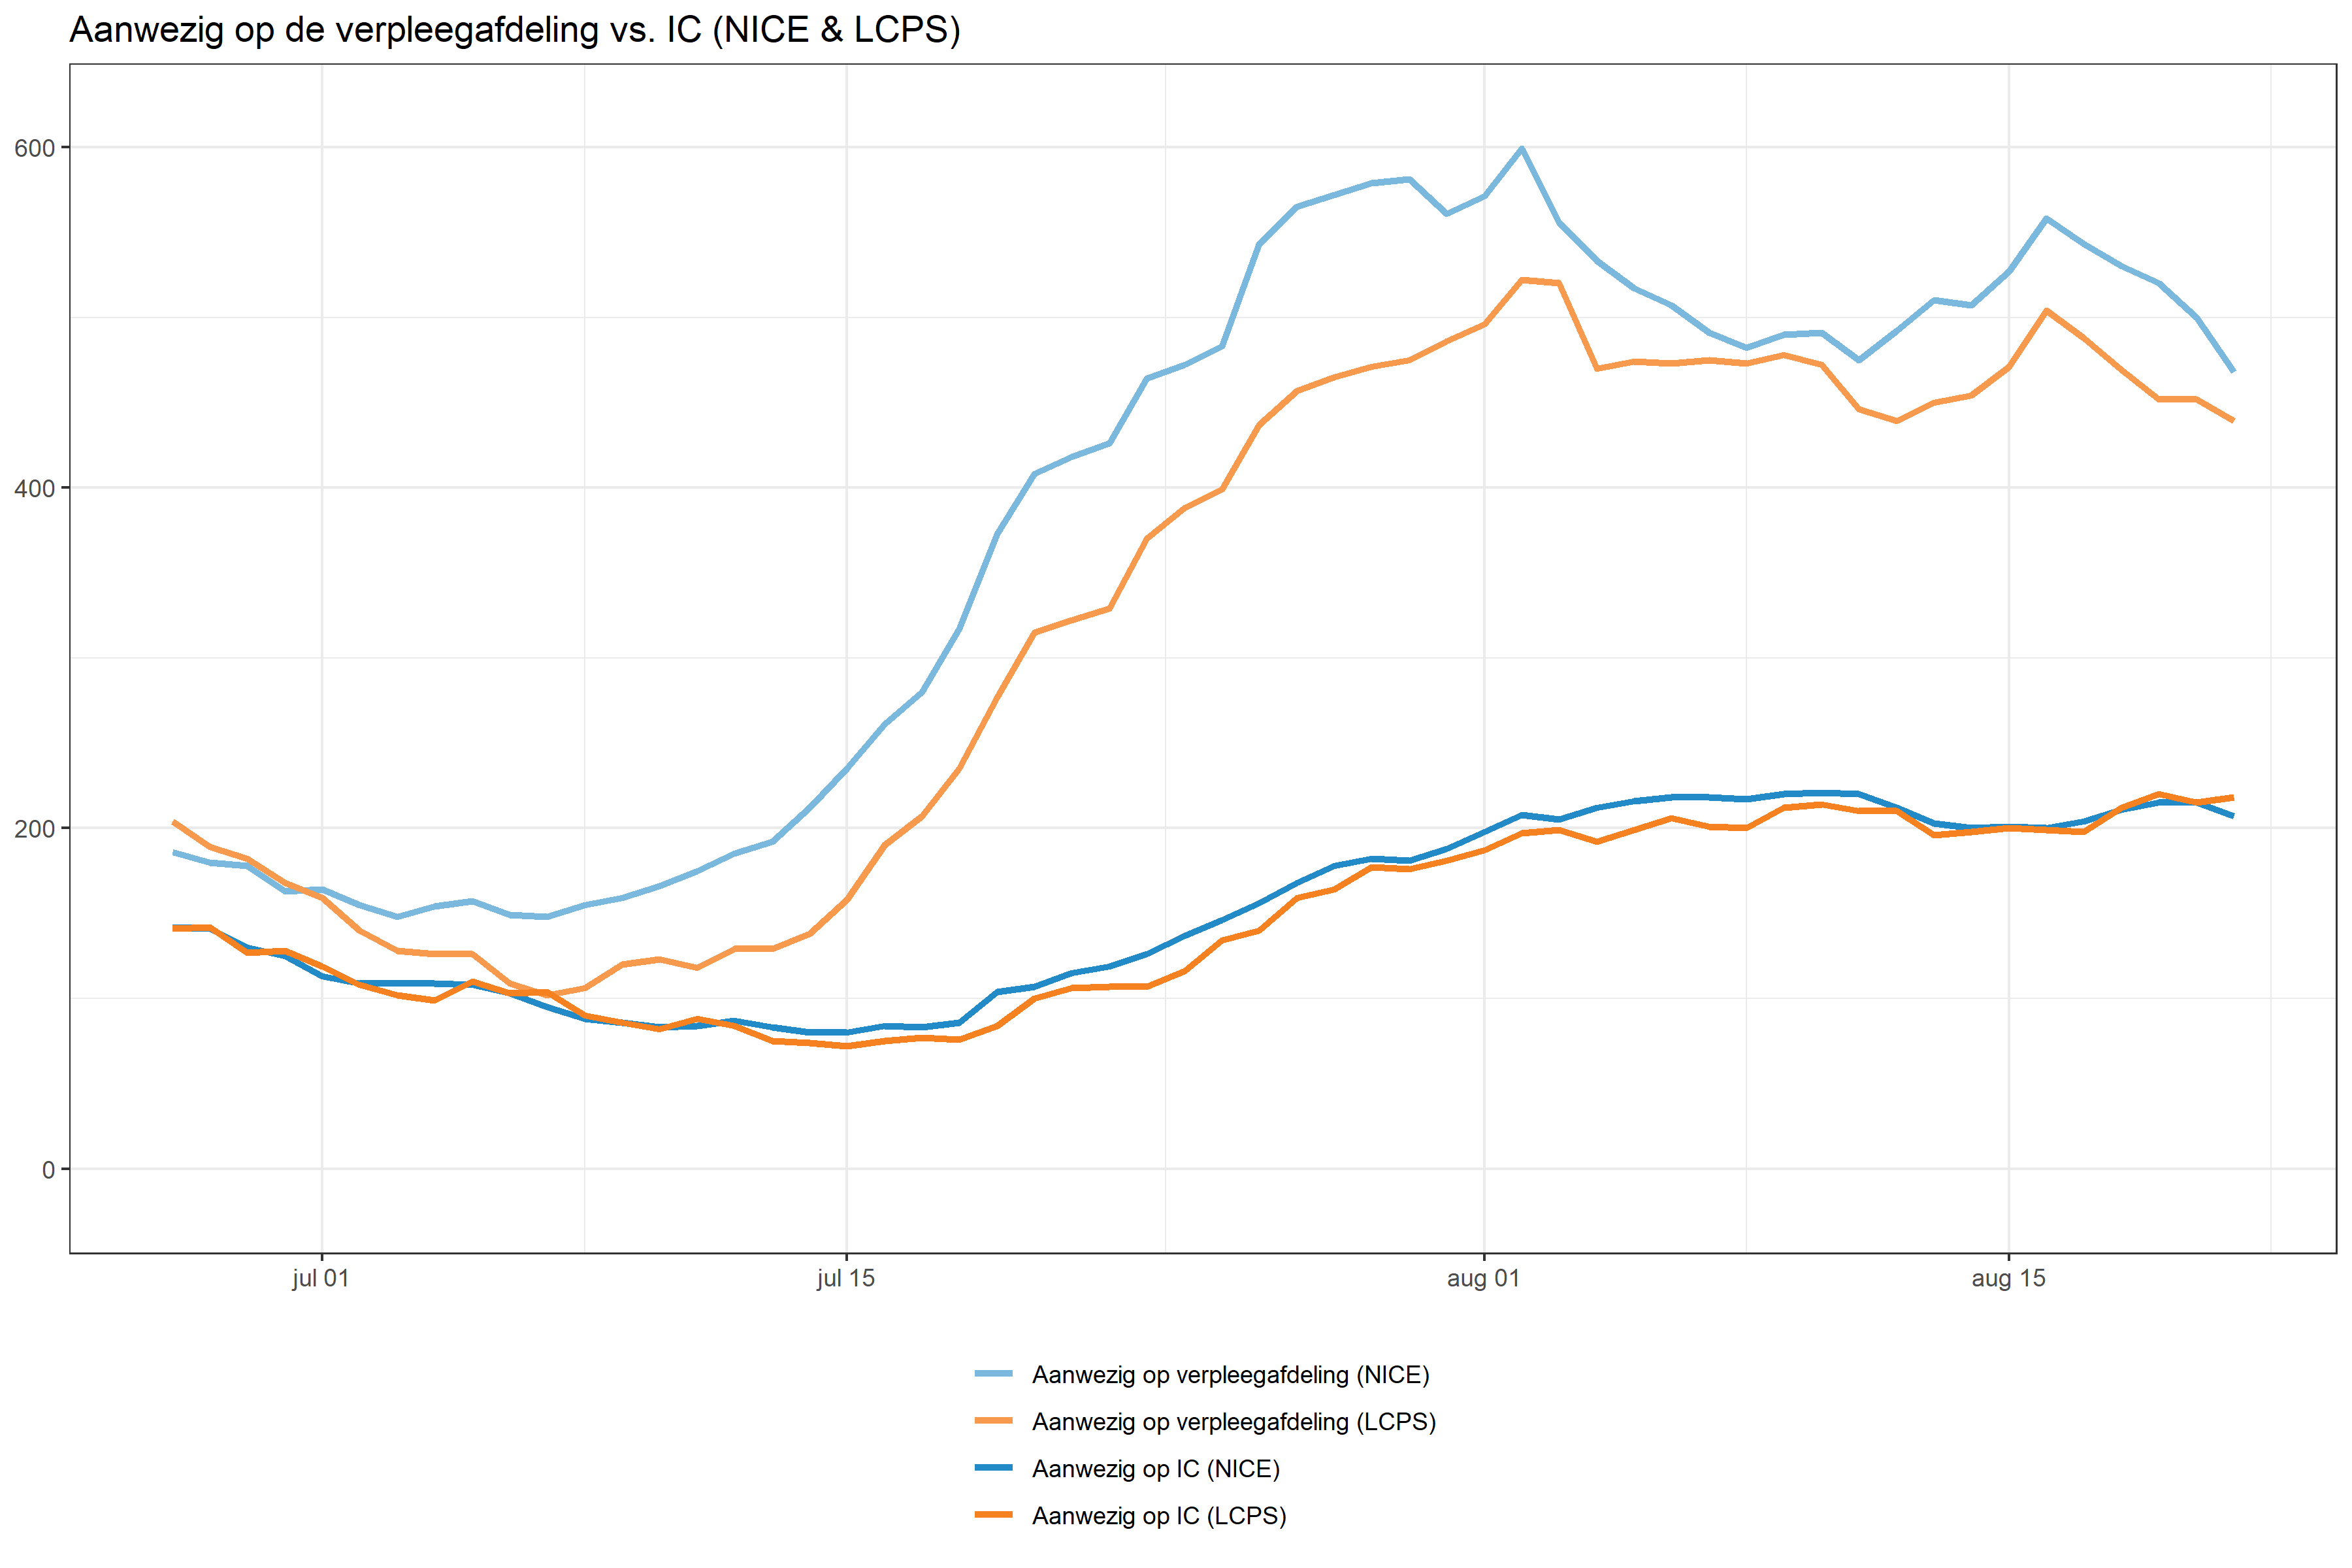 Aanwezig op de verpleegafdeling vs. IC (NICE & LCPS)
600
400
200
0
jul 01
jul 15
aug 01
aug 15
Aanwezig op verpleegafdeling (NICE)
Aanwezig op verpleegafdeling (LCPS)
Aanwezig op IC (NICE)
Aanwezig op IC (LCPS)